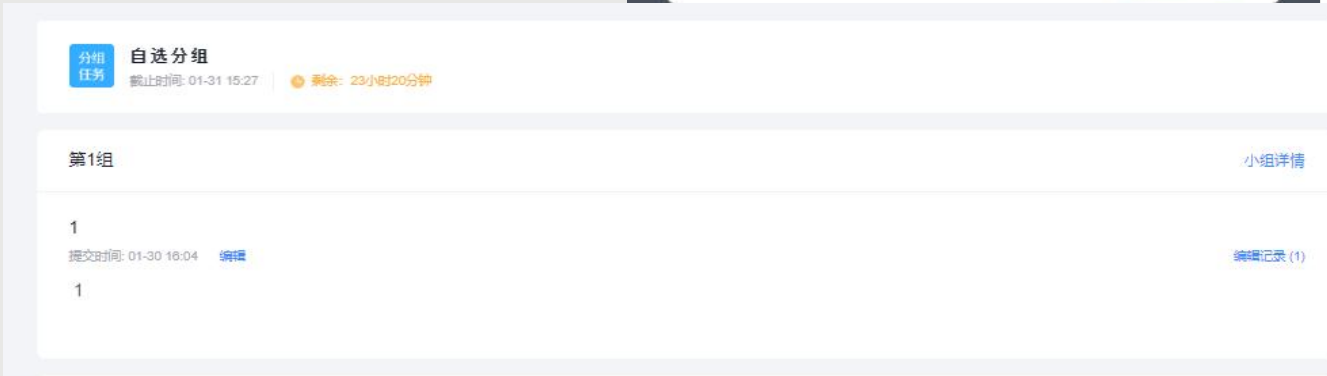 分组
任务
自选分组
截止时间: 01-31 15:27 剩余: 23小时20分钟
第1组 小组详情
1
提交时间: 01-30 16:04 编辑 编辑记录 (1)
1